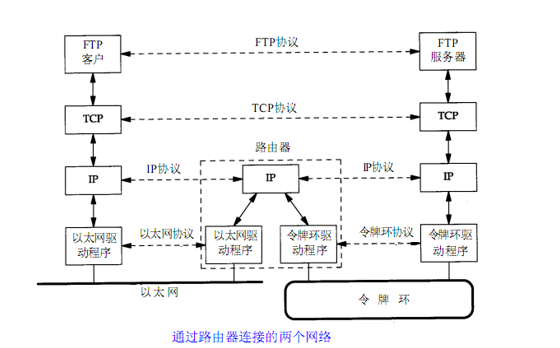 FTP
客户
FTP协议
FTP
服务器
TCP
TCP协议
TCP
路由器
IP
IP协议
IP
IP协议
IP
以太网驱
动程序
以太网协议
以太网驱
动程序
令牌环驱
动程序
令牌环协议
令牌环驱
动程序
以太网
令牌环
通过路由器连接的两个网络